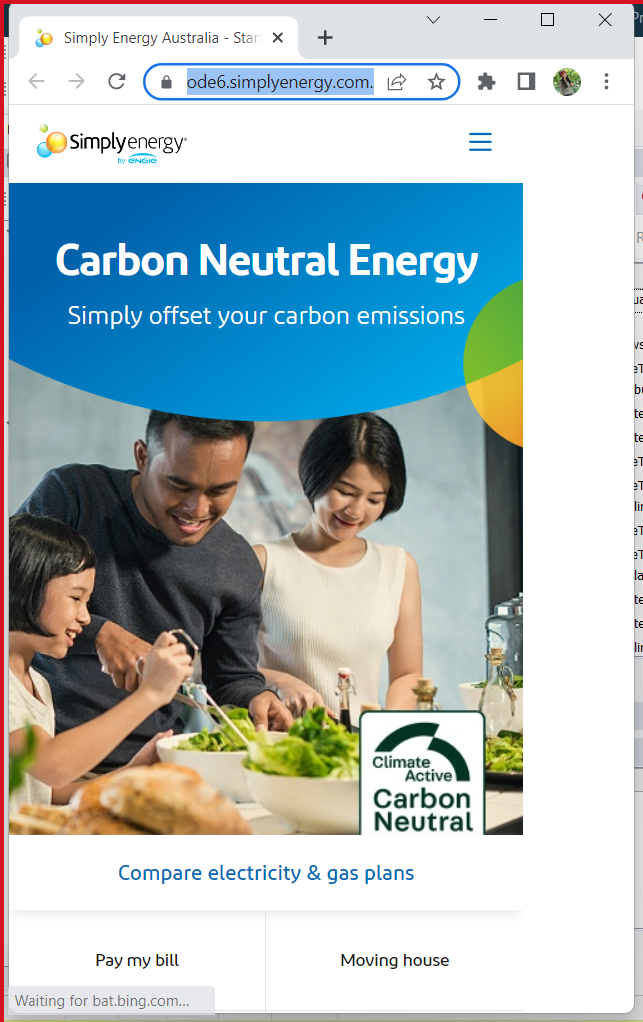 Simply Energy Australia - Star
ode6.simplyenergy.com.
Simplyenergy
by ENGIE
Carbon Neutral Energy
Simply offset your carbon emissions
Climate
Active
Carbon
Neutral
Compare electricity & gas plans
Pay my bill
Moving house
Waiting for bat.bing.com...